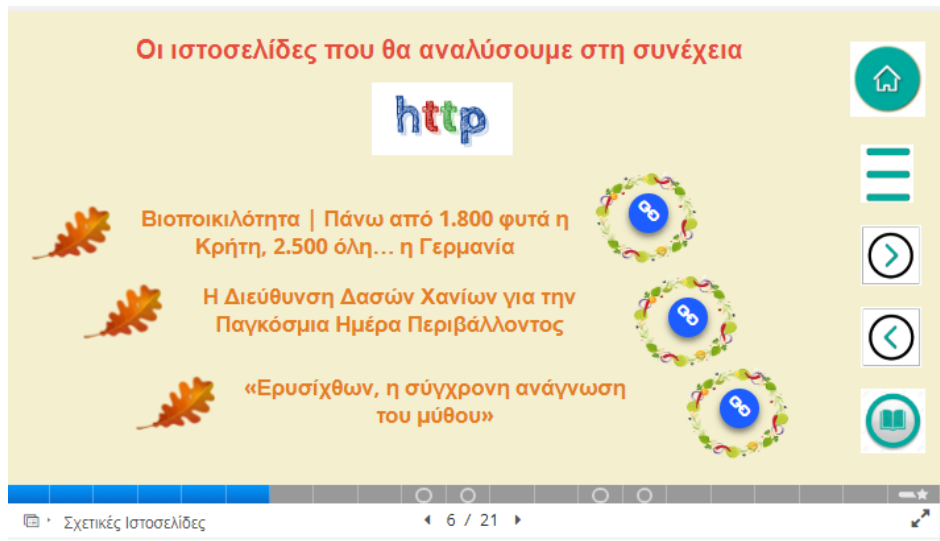 Οι ιστοσελίδες που θα αναλύσουμε στη συνέχεια
http
Βιοποικιλότητα | Πάνω από 1.800 φυτά η
Κρήτη, 2.500 όλη... η Γερμανία
Η Διεύθυνση Δασών Χανίων για την
Παγκόσμια Ημέρα Περιβάλλοντος
«Ερυσίχθων, η σύγχρονη ανάγνωση
του μύθου»
Σχετικές Ιστοσελίδες
6 / 21